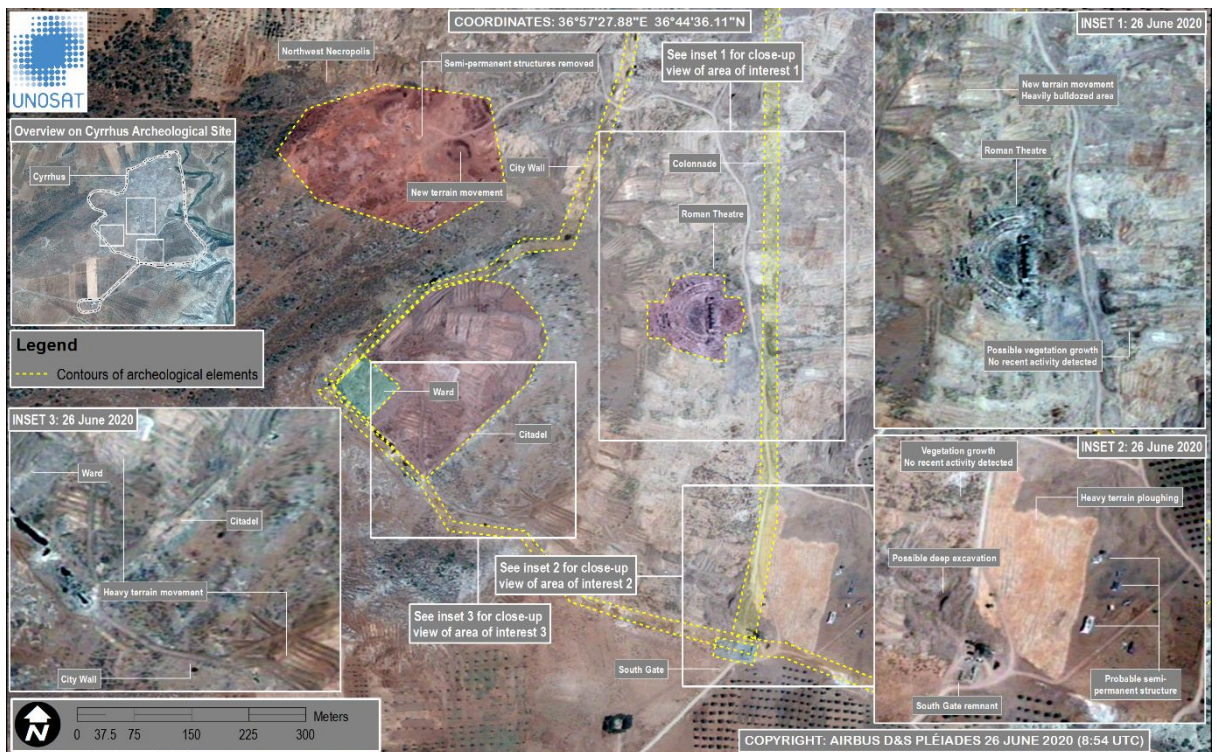 UNOSAT
COORDINATES: 36°57'27.88"E  36°44'36.11"N
Overview on Cyrrhus Archeological Site
Cyrrhus
Legend
Contours of archeological elements
Northwest Necropolis
Semi-permanent structures removed
New terrain movement
City Wall
See inset 1 for close-up
view of area of interest 1
Colonnade
Roman Theatre
Ward
Citadel
See inset 2 for close-up
view of area of interest 2
See inset 3 for close-up
view of area of interest 3
South Gate
INSET 1: 26 June 2020
New terrain movement
Heavily bulldozed area
Roman Theatre
Possible vegetation growth
No recent activity detected
INSET 2: 26 June 2020
Vegetation growth
No recent activity detected
Heavy terrain ploughing
Possible deep excavation
Probable semi-
permanent structure
South Gate remnant
INSET 3: 26 June 2020
Ward
Citadel
Heavy terrain movement
City Wall
N
Meters
0 37.5 75 150 225 300
COPYRIGHT: AIRBUS D&S PLÉIADES 26 JUNE 2020 (8:54 UTC)